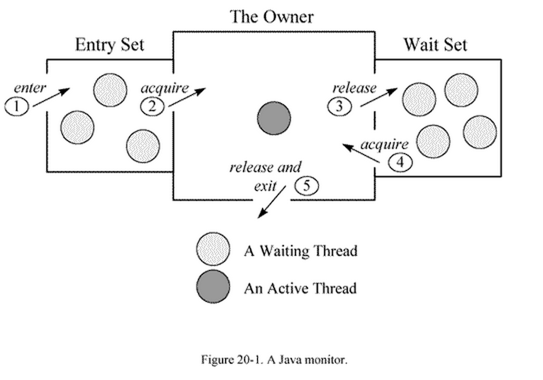 The Owner
Entry Set
Wait Set
enter
1
acquire
2
release
3
acquire
4
release and
exit
5
A Waiting Thread
An Active Thread
Figure 20-1. A Java monitor.